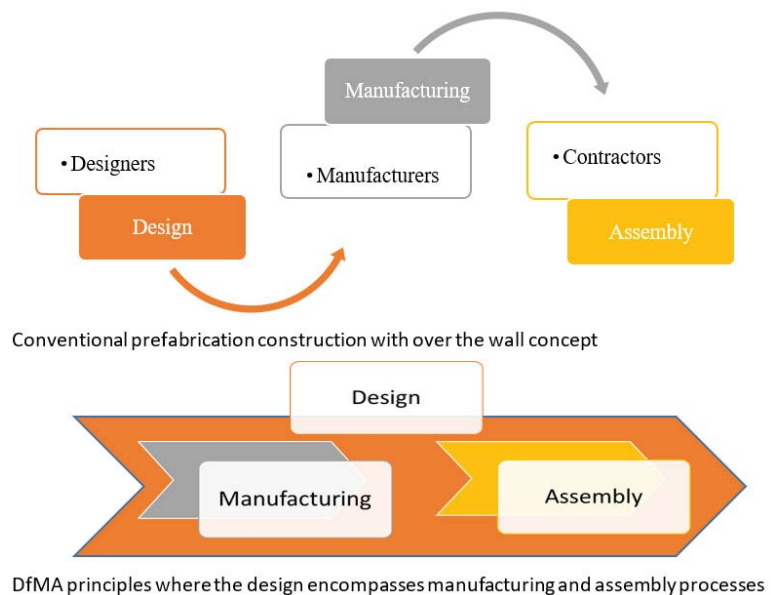 Manufacturing
• Designers
• Manufacturers
• Contractors
Design
Assembly
Conventional prefabrication construction with over the wall concept
Design
Manufacturing
Assembly
DfMA principles where the design encompasses manufacturing and assembly processes